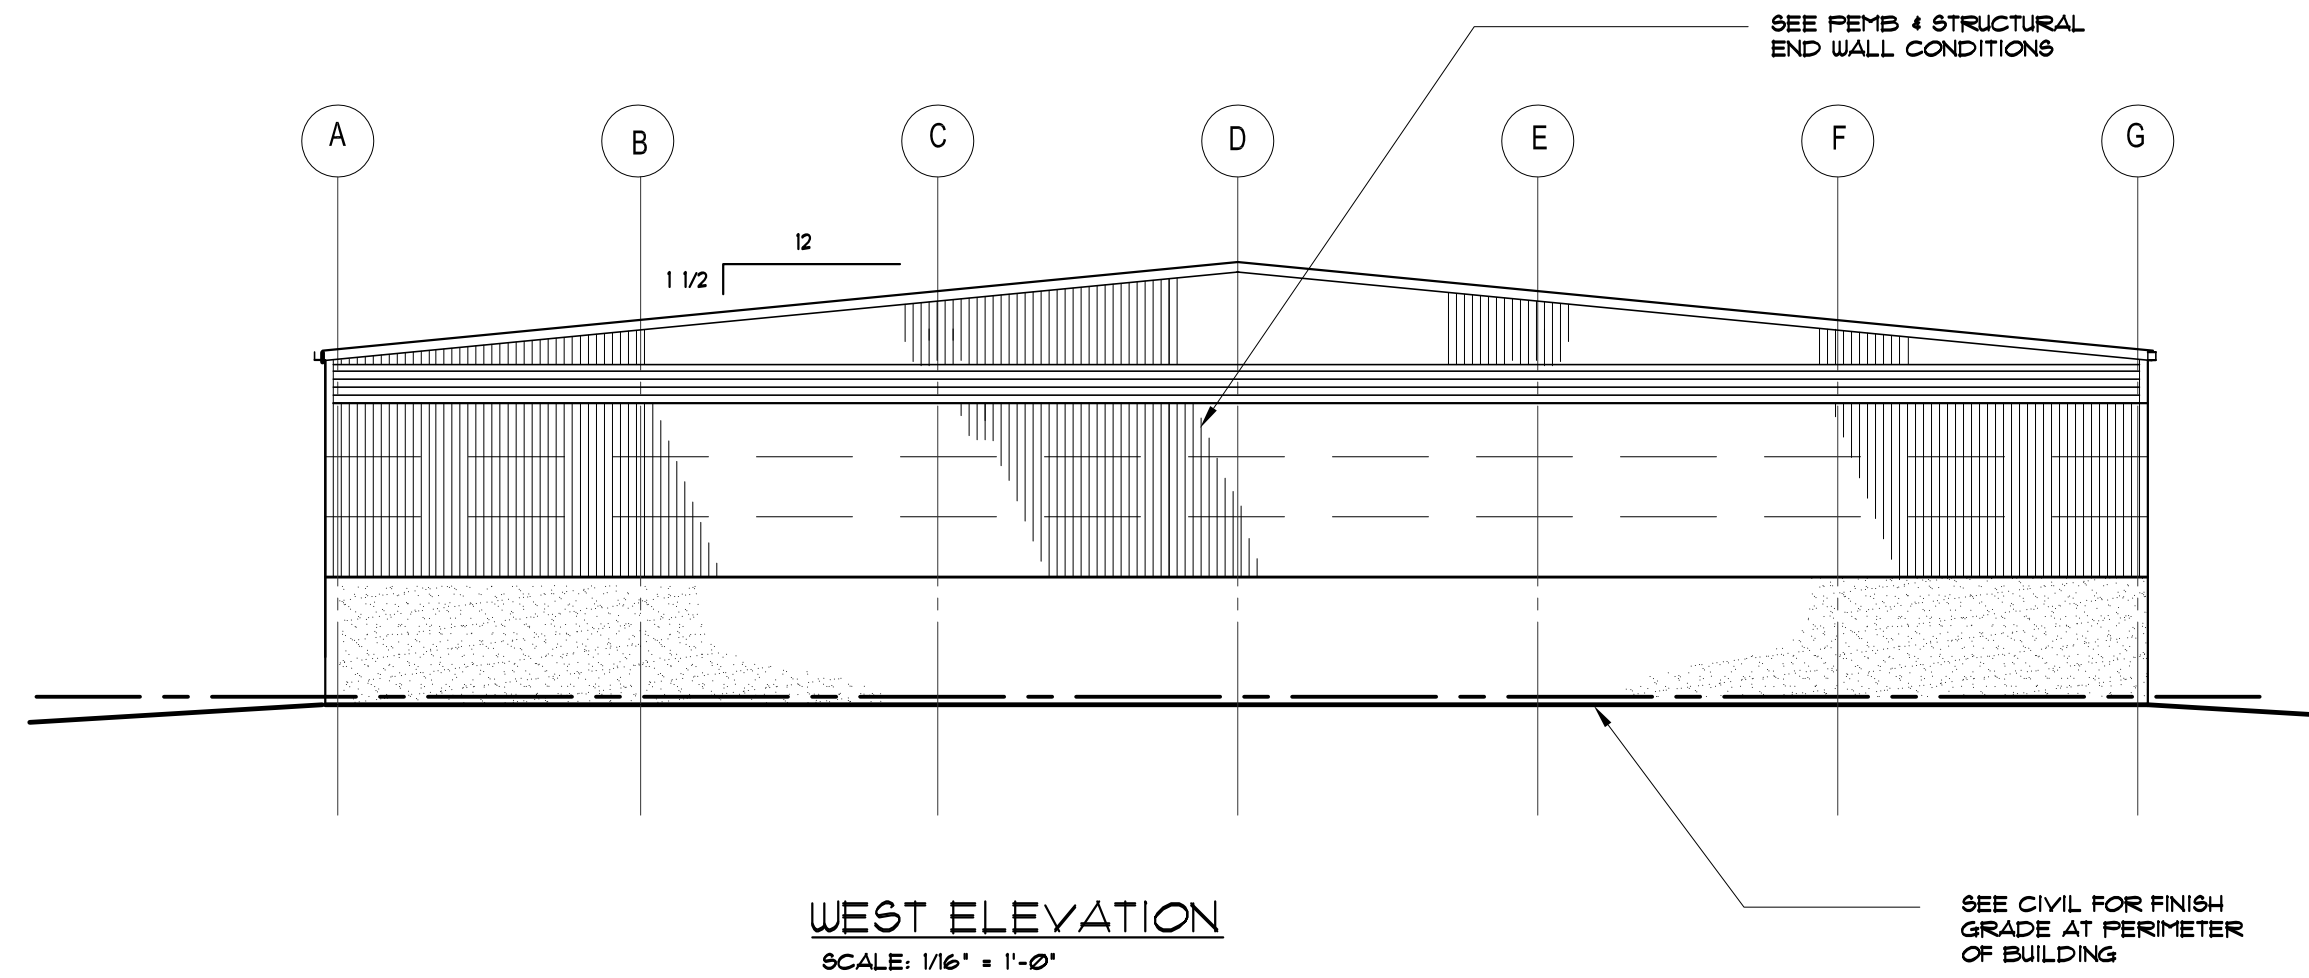 SEE PEMB & STRUCTURAL
END WALL CONDITIONS
A B C D E F G
12
1 1/2
WEST ELEVATION
SCALE: 1/16" = 1'-0"
SEE CIVIL FOR FINISH
GRADE AT PERIMETER
OF BUILDING